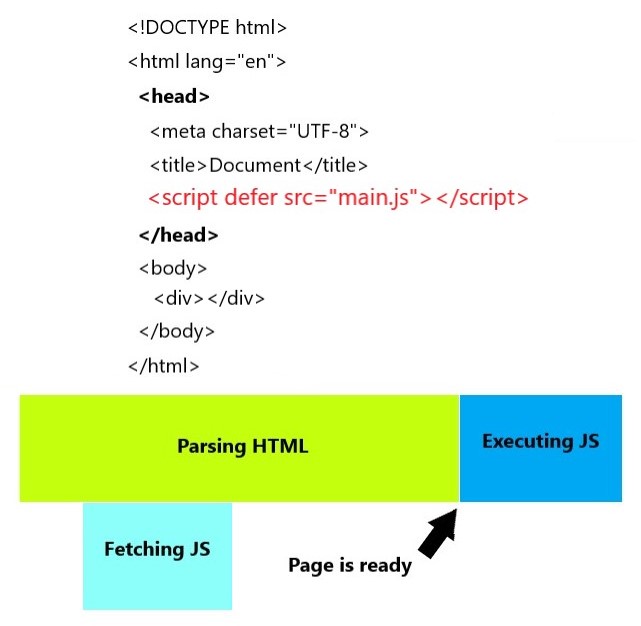 <!DOCTYPE html>
<html lang="en">
<head>
<meta charset="UTF-8">
<title>Document</title>
<script defer src="main.js"></script>
</head>
<body>
<div></div>
</body>
</html>
Parsing HTML
Executing JS
Fetching JS
Page is ready